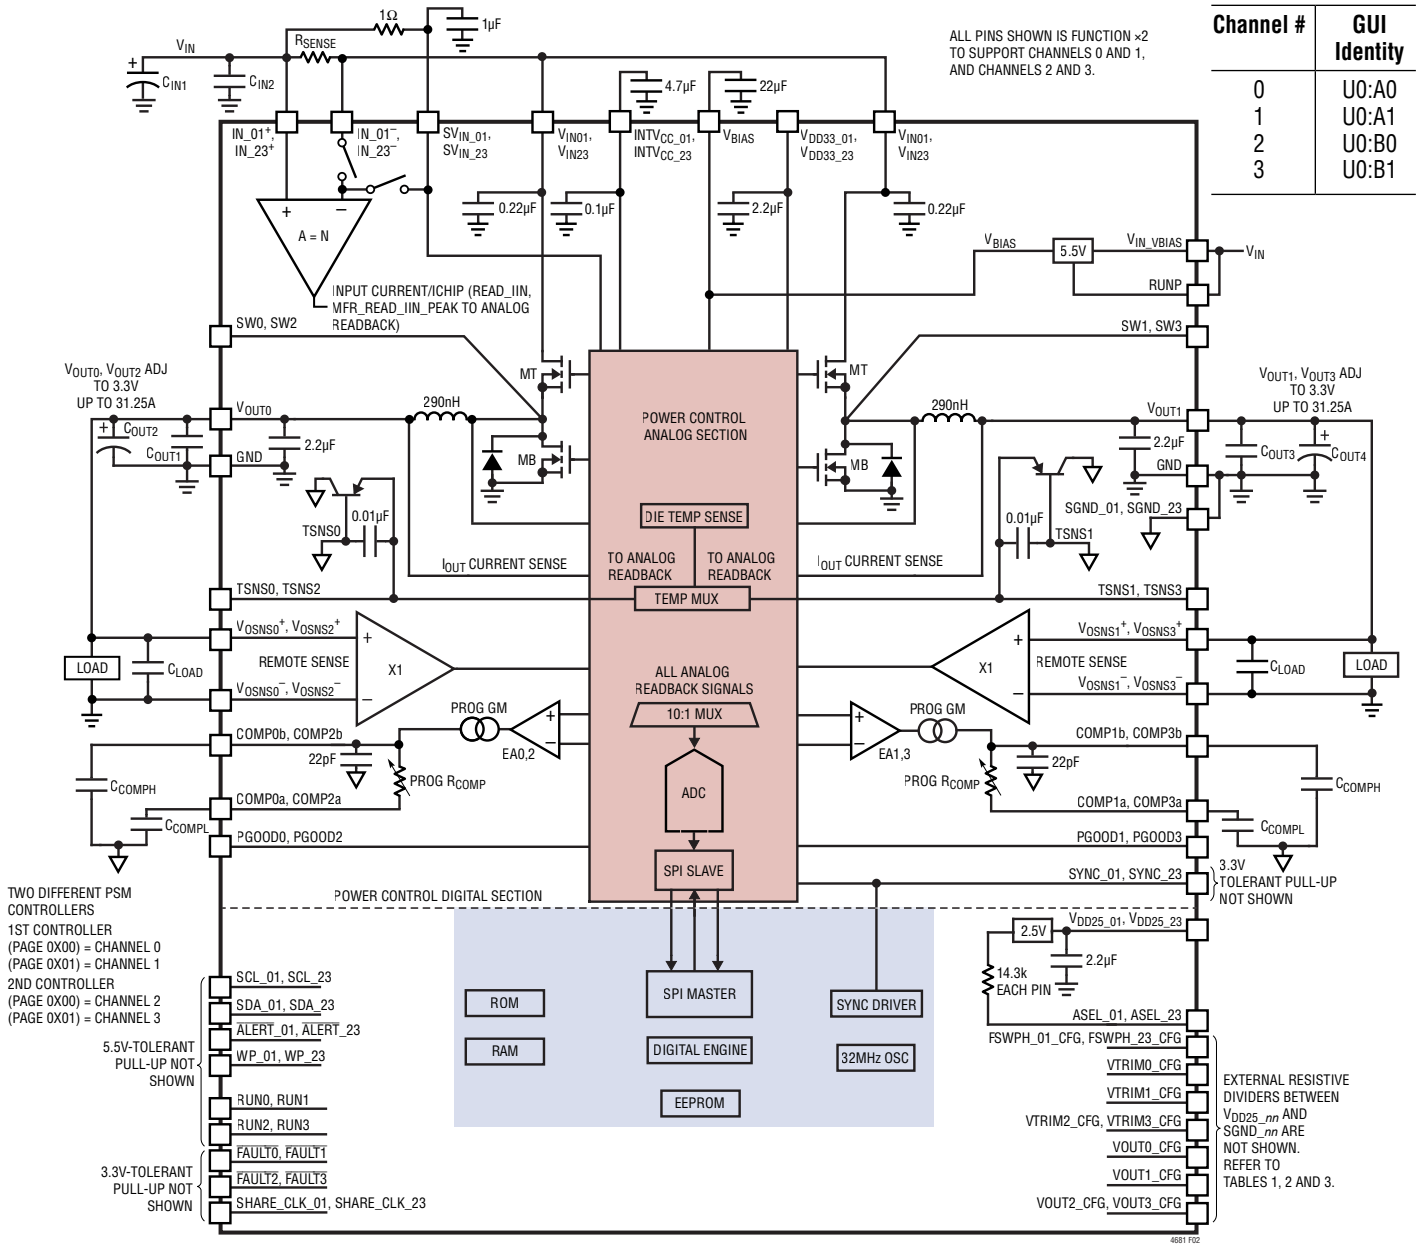 1Ω
1µF
ALL PINS SHOWN IS FUNCTION ×2
TO SUPPORT CHANNELS 0 AND 1,
AND CHANNELS 2 AND 3.
Channel # GUI Identity
0 U0:A0
1 U0:A1
2 U0:B0
3 U0:B1
VIN
RSENSE
+
CIN1
CIN2
4.7µF
22µF
IN_01+,
IN_23+
IN_01–,
IN_23–
SVIN_01,
SVIN_23
VIN01,
VIN23
INTVCC_01,
INTVCC_23
VBIAS
VDD33_01,
VDD33_23
VIN01,
VIN23
0.22µF
0.1µF
2.2µF
0.22µF
+ –
A = N
VBIAS
5.5V
VIN_VBIAS
VIN
RUNP
INPUT CURRENT/ICHIP (READ_IIN,
MFR_READ_IIN_PEAK TO ANALOG
READBACK)
SW0, SW2
SW1, SW3
MT
MT
POWER CONTROL
ANALOG SECTION
VOUT0, VOUT2 ADJ
TO 3.3V
UP TO 31.25A
VOUT1, VOUT3 ADJ
TO 3.3V
UP TO 31.25A
VOUT0
290nH
290nH
VOUT1
+
COUT2
COUT1
2.2µF
GND
MB
MB
2.2µF
GND
COUT3
+
COUT4
SGND_01, SGND_23
TSNS0
0.01µF
DIE TEMP SENSE
0.01µF
TSNS1
IOUT CURRENT SENSE
TO ANALOG
READBACK
TO ANALOG
READBACK
IOUT CURRENT SENSE
TSNS0, TSNS2
TEMP MUX
TSNS1, TSNS3
VOSNS0+, VOSNS2+
+
+
VOSNS1+, VOSNS3+
LOAD
CLOAD
REMOTE SENSE
X1
X1
REMOTE SENSE
CLOAD
LOAD
VOSNS0–, VOSNS2–
–
–
VOSNS1–, VOSNS3–
ALL ANALOG
READBACK SIGNALS
10:1 MUX
PROG GM
+
–
EA0,2
+
–
EA1,3
PROG GM
COMP0b, COMP2b
COMP1b, COMP3b
22pF
PROG RCOMP
PROG RCOMP
22pF
CCOMPH
CCOMPH
COMP0a, COMP2a
ADC
COMP1a, COMP3a
CCOMPL
CCOMPL
PGOOD0, PGOOD2
PGOOD1, PGOOD3
SPI SLAVE
SYNC_01, SYNC_23
3.3V
TOLERANT PULL-UP
NOT SHOWN
TWO DIFFERENT PSM
CONTROLLERS
1ST CONTROLLER
(PAGE 0X00) = CHANNEL 0
(PAGE 0X01) = CHANNEL 1
2ND CONTROLLER
(PAGE 0X00) = CHANNEL 2
(PAGE 0X01) = CHANNEL 3
POWER CONTROL DIGITAL SECTION
2.5V
VDD25_01, VDD25_23
2.2µF
14.3k
EACH PIN
SCL_01, SCL_23
SDA_01, SDA_23
ALERT_01, ALERT_23
WP_01, WP_23
5.5V-TOLERANT
PULL-UP NOT
SHOWN
RUN0, RUN1
RUN2, RUN3
FAULT0, FAULT1
FAULT2, FAULT3
SHARE_CLK_01, SHARE_CLK_23
3.3V-TOLERANT
PULL-UP NOT
SHOWN
ROM
RAM
SPI MASTER
DIGITAL ENGINE
EEPROM
SYNC DRIVER
32MHz OSC
ASEL_01, ASEL_23
FSWPH_01_CFG, FSWPH_23_CFG
VTRIM0_CFG
VTRIM1_CFG
VTRIM2_CFG, VTRIM3_CFG
VOUT0_CFG
VOUT1_CFG
VOUT2_CFG, VOUT3_CFG
EXTERNAL RESISTIVE
DIVIDERS BETWEEN
VDD25_nn AND
SGND_nn ARE
NOT SHOWN.
REFER TO
TABLES 1, 2 AND 3.
4681 F02